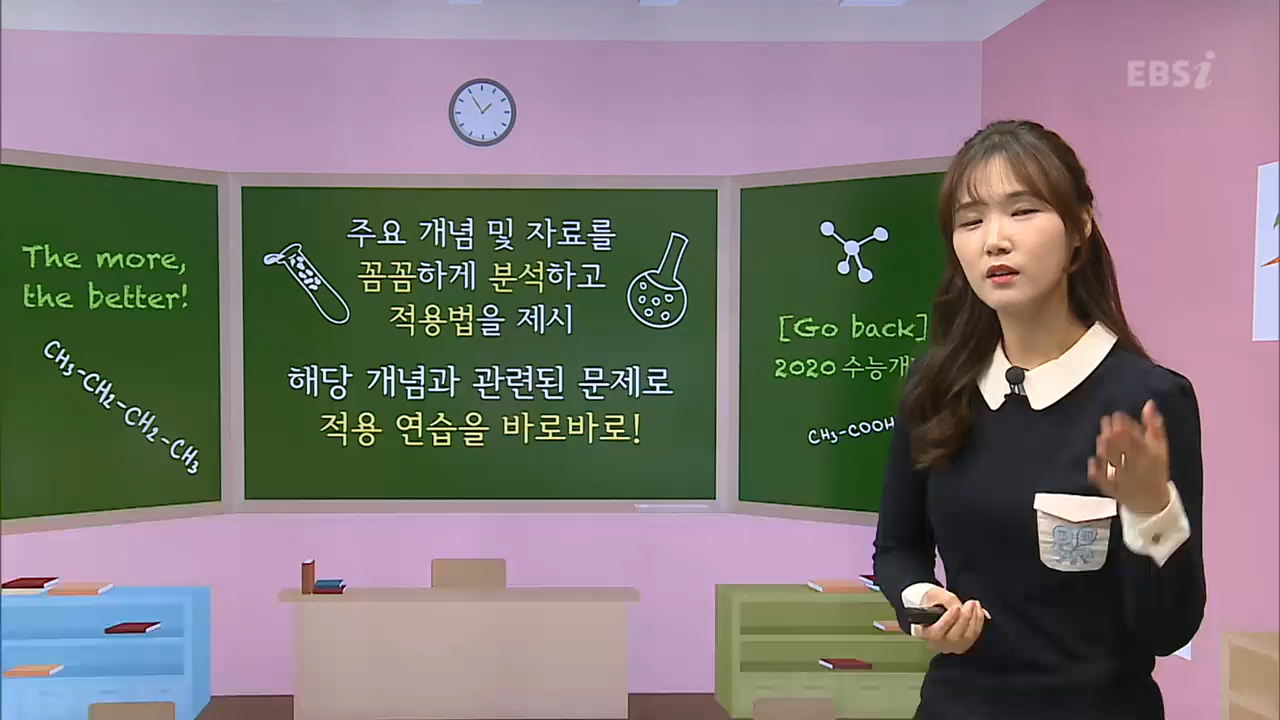 EBSi
The more,
the better!
CH3-CH2-CH2-CH3
주요 개념 및 자료를
꼼꼼하게 분석하고
적용법을 제시
해당 개념과 관련된 문제로
적용 연습을 바로바로!
[Go back]
2020 수능개
CH3-COOH